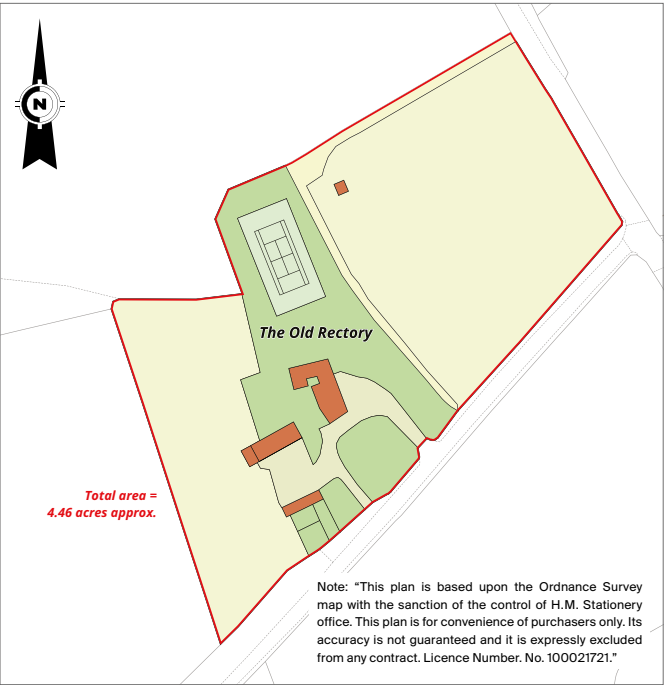 N
The Old Rectory
Total area =
4.46 acres approx.
Note: “This plan is based upon the Ordnance Survey
map with the sanction of the control of H.M. Stationery
office. This plan is for convenience of purchasers only. Its
accuracy is not guaranteed and it is expressly excluded
from any contract. Licence Number. No. 100021721.”